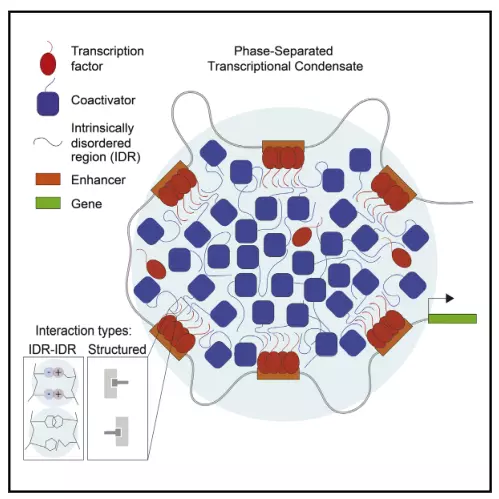 Transcription
factor
Coactivator
Intrinsically
disordered
region (IDR)
Enhancer
Gene
Phase-Separated
Transcriptional Condensate
Interaction types:
IDR-IDR Structured